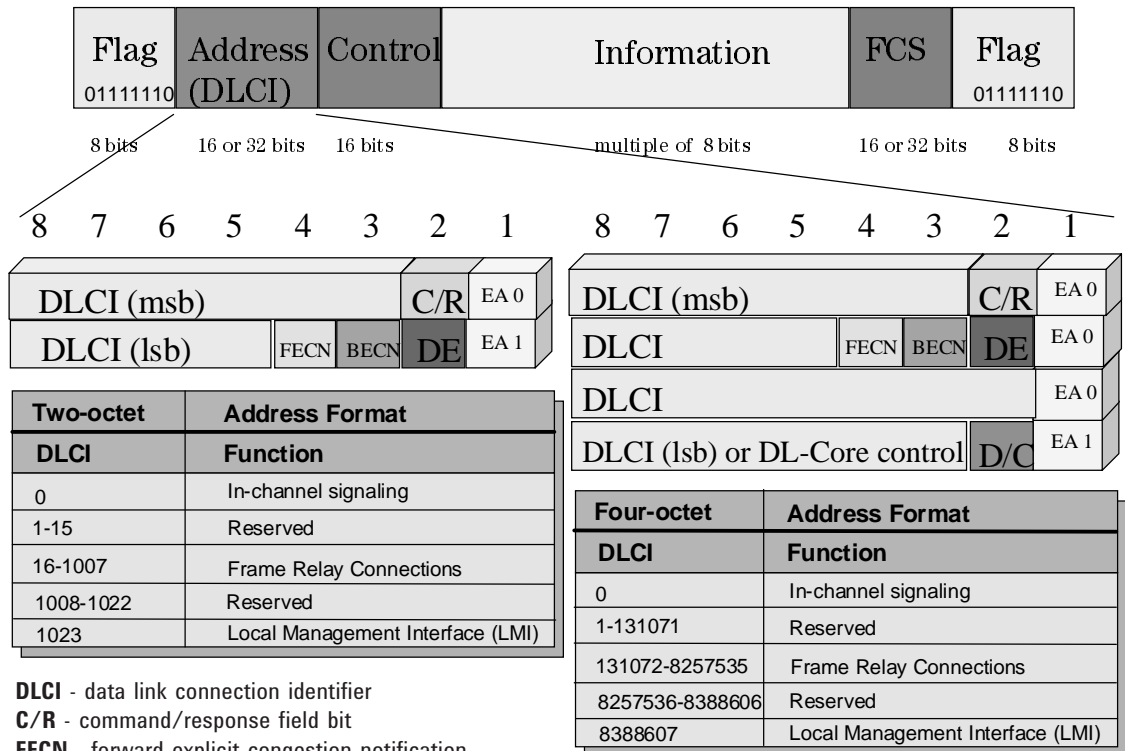 Flag Address Control Information FCS Flag
01111110 (DLCI) 01111110
8 bits 16 or 32 bits 16 bits multiple of 8 bits 16 or 32 bits 8 bits
8 7 6 5 4 3 2 1
DLCI (msb) C/R EA 0
DLCI (lsb) FECN BECN DE EA 1
Two-octet Address Format
DLCI Function
0 In-channel signaling
1-15 Reserved
16-1007 Frame Relay Connections
1008-1022 Reserved
1023 Local Management Interface (LMI)
DLCI - data link connection identifier
C/R - command/response field bit
FECN - forward explicit congestion notification
8 7 6 5 4 3 2 1
DLCI (msb) C/R EA 0
DLCI FECN BECN DE EA 0
DLCI EA 0
DLCI (lsb) or DL-Core control D/C EA 1
Four-octet Address Format
DLCI Function
0 In-channel signaling
1-131071 Reserved
131072-8257535 Frame Relay Connections
8257536-8388606 Reserved
8388607 Local Management Interface (LMI)